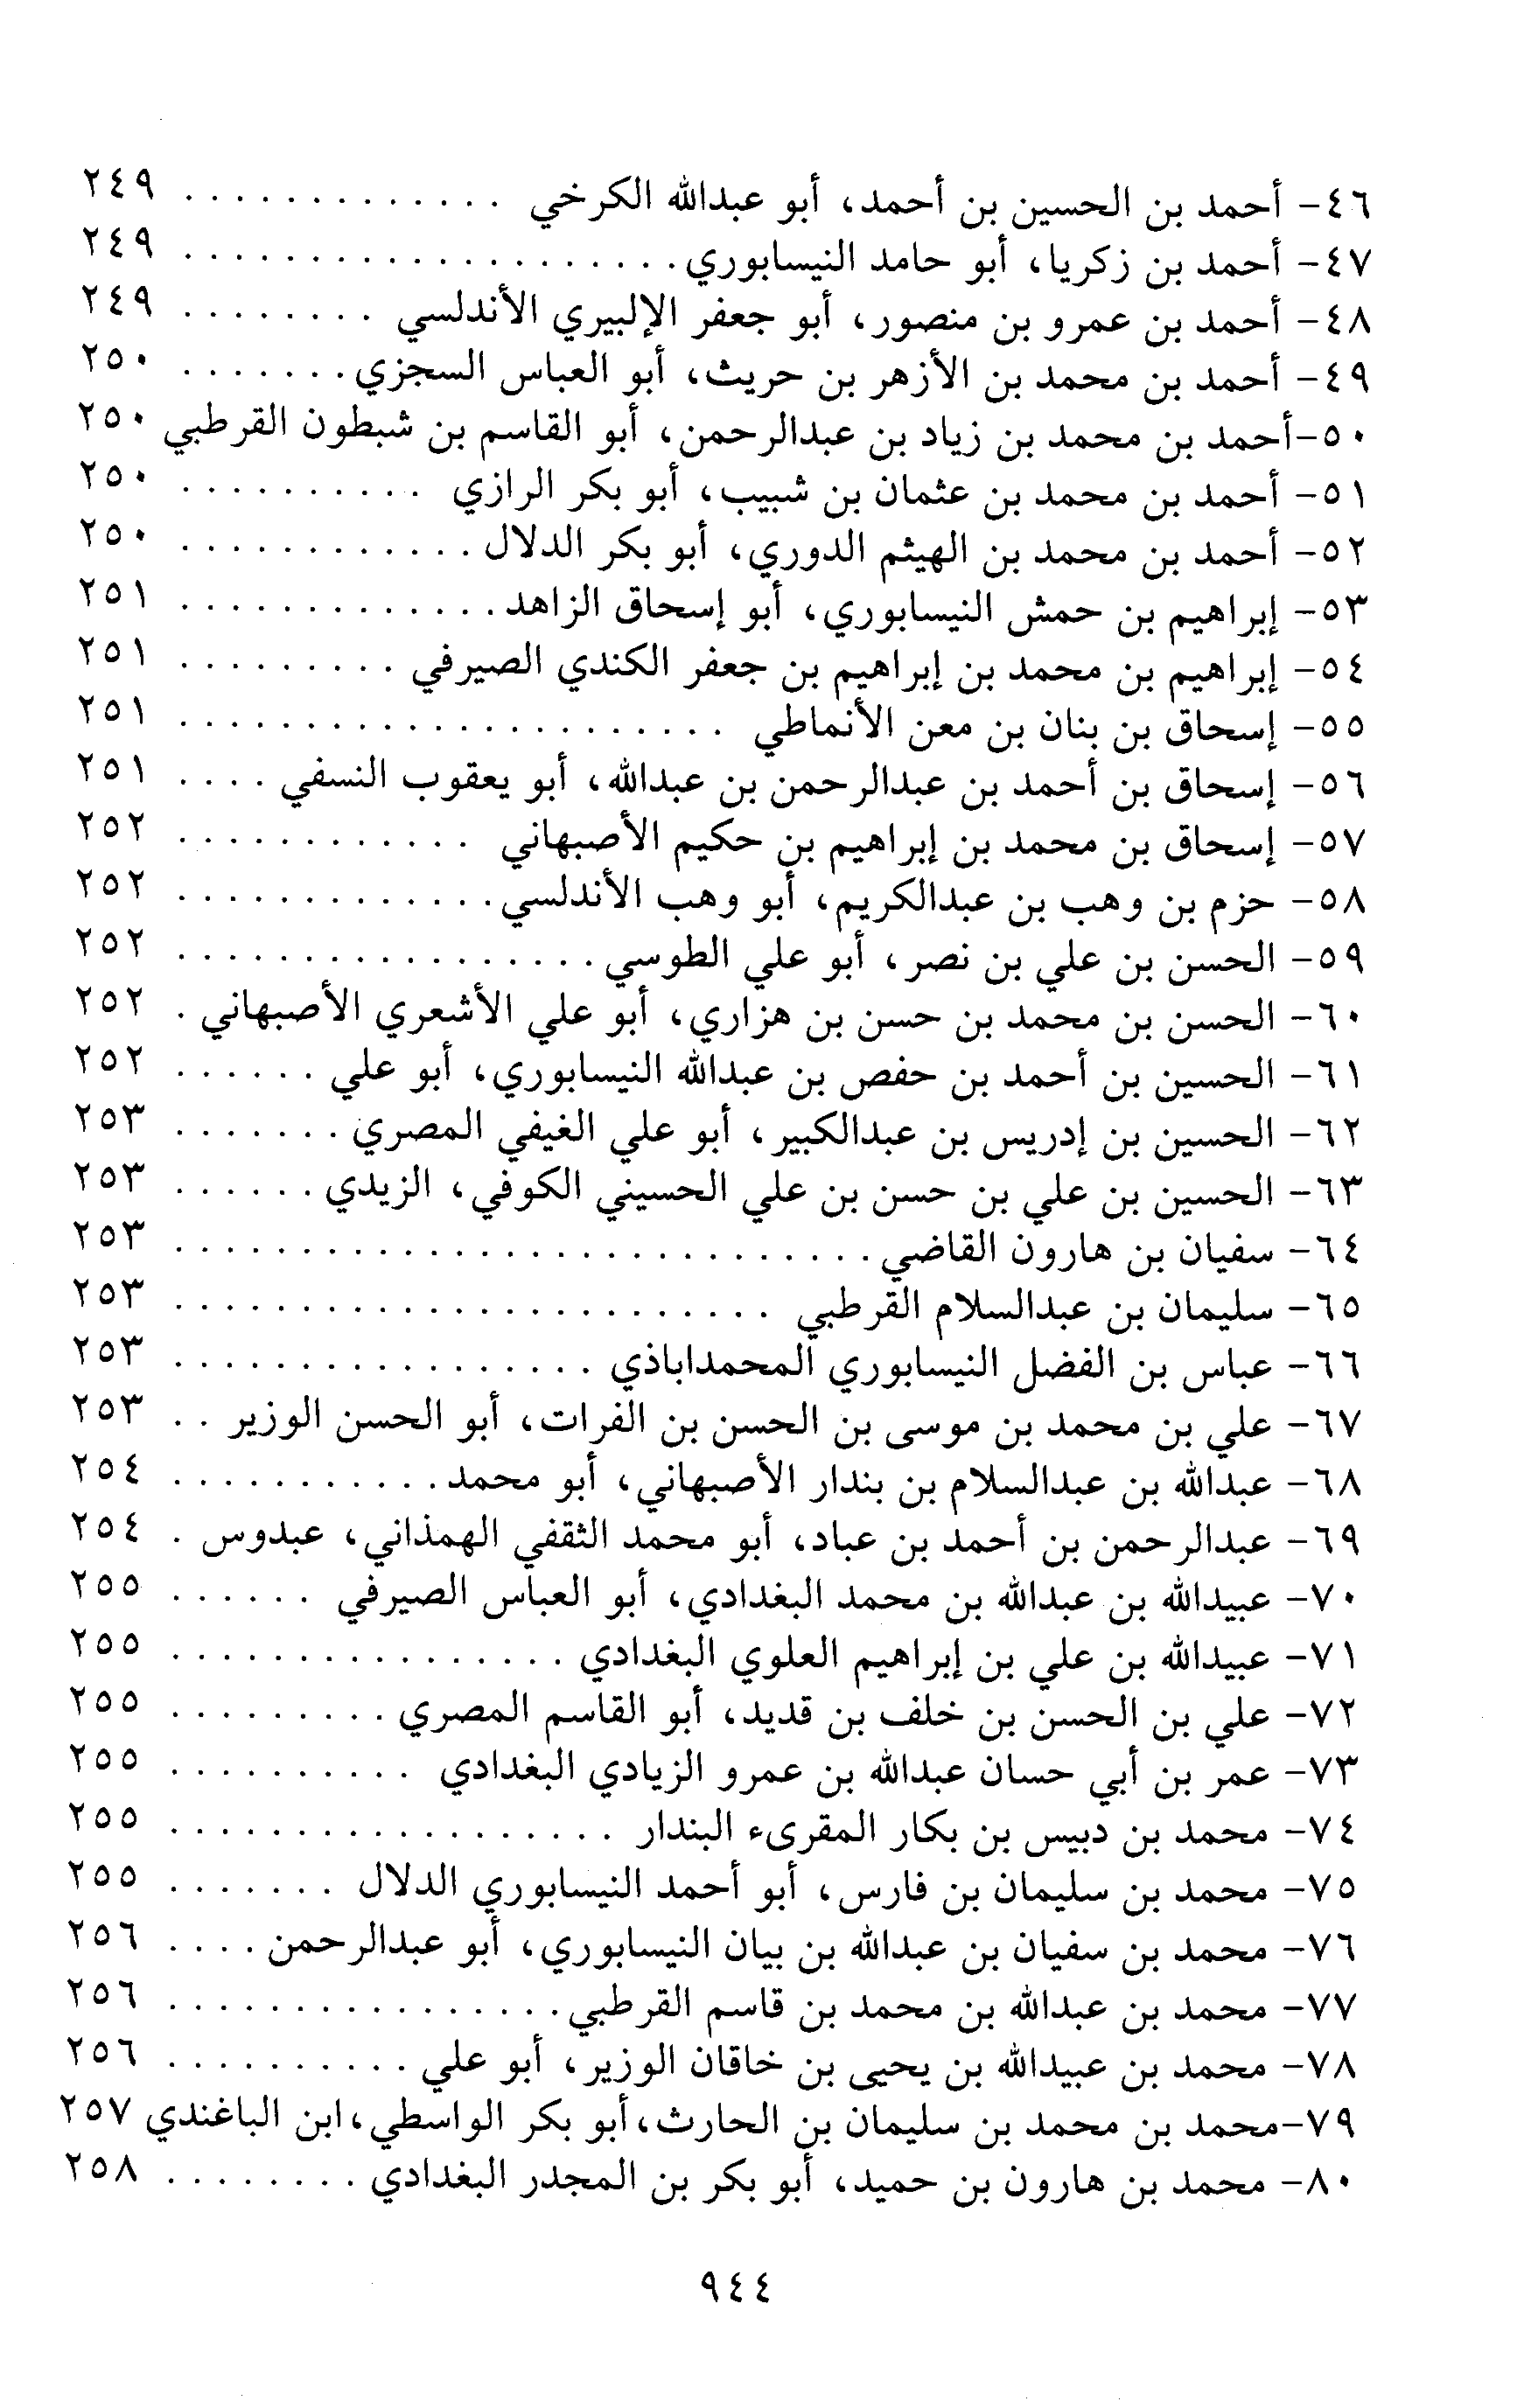 ٤٦- أحمد بن الحسين بن أحمد، أبو عبدالله الكرخي . . . . . . . . . . . . . ٢٤٩
٤٧- أحمد بن زكريا، أبو حامد النيسابوري . . . . . . . . . . . . . . . . . . . . ٢٤٩
٤٨- أحمد بن عمرو بن منصور، أبو جعفر الإلبيري الأندلسي . . . . . . . . ٢٤٩
٤٩- أحمد بن محمد بن الأزهر بن حريث، أبو العباس السجزي . . . . . . . ٢٥٠
٥٠-أحمد بن محمد بن زياد بن عبدالرحمن، أبو القاسم بن شبطون القرطبي ٢٥٠
٥١- أحمد بن محمد بن عثمان بن شبيب، أبو بكر الرازي . . . . . . . . . . ٢٥٠
٥٢- أحمد بن محمد بن الهيثم الدوري، أبو بكر الدلال . . . . . . . . . . . . ٢٥٠
٥٣- إبراهيم بن حمش النيسابوري، أبو إسحاق الزاهد . . . . . . . . . . . . . ٢٥١
٥٤- إبراهيم بن محمد بن إبراهيم بن جعفر الكندي الصيرفي . . . . . . . . . ٢٥١
٥٥- إسحاق بن بنان بن معن الأنماطي . . . . . . . . . . . . . . . . . . . . . . ٢٥١
٥٦- إسحاق بن أحمد بن عبدالرحمن بن عبدالله، أبو يعقوب النسفي . . . . ٢٥١
٥٧- إسحاق بن محمد بن إبراهيم بن حكيم الأصبهاني . . . . . . . . . . . . ٢٥٢
٥٨- حزم بن وهب بن عبدالكريم، أبو وهب الأندلسي . . . . . . . . . . . . . ٢٥٢
٥٩- الحسن بن علي بن نصر، أبو علي الطوسي . . . . . . . . . . . . . . . . . ٢٥٢
٦٠- الحسن بن محمد بن حسن بن هزاري، أبو علي الأشعري الأصبهاني . ٢٥٢
٦١- الحسين بن أحمد بن حفص بن عبدالله النيسابوري، أبو علي . . . . . . ٢٥٢
٦٢- الحسين بن إدريس بن عبدالكبير، أبو علي الغيفي المصري . . . . . . . ٢٥٣
٦٣- الحسين بن علي بن حسن بن علي الحسيني الكوفي، الزيدي . . . . . . ٢٥٣
٦٤- سفيان بن هارون القاضي . . . . . . . . . . . . . . . . . . . . . . . . . . . . ٢٥٣
٦٥- سليمان بن عبدالسلام القرطبي . . . . . . . . . . . . . . . . . . . . . . . . ٢٥٣
٦٦- عباس بن الفضل النيسابوري المحمداباذي . . . . . . . . . . . . . . . . . ٢٥٣
٦٧- علي بن محمد بن موسى بن الحسن بن الفرات، أبو الحسن الوزير . . ٢٥٣
٦٨- عبدالله بن عبدالسلام بن بندار الأصبهاني، أبو محمد . . . . . . . . . . . ٢٥٤
٦٩- عبدالرحمن بن أحمد بن عباد، أبو محمد الثقفي الهمذاني، عبدوس . ٢٥٤
٧٠- عبيدالله بن عبدالله بن محمد البغدادي، أبو العباس الصيرفي . . . . . . ٢٥٥
٧١- عبيدالله بن علي بن إبراهيم العلوي البغدادي . . . . . . . . . . . . . . . . ٢٥٥
٧٢- علي بن الحسن بن خلف بن قديد، أبو القاسم المصري . . . . . . . . . ٢٥٥
٧٣- عمر بن أبي حسان عبدالله بن عمرو الزيادي البغدادي . . . . . . . . . . ٢٥٥
٧٤- محمد بن دبيس بن بكار المقرىء البندار . . . . . . . . . . . . . . . . . . ٢٥٥
٧٥- محمد بن سليمان بن فارس، أبو أحمد النيسابوري الدلال . . . . . . . ٢٥٥
٧٦- محمد بن سفيان بن عبدالله بن بيان النيسابوري، أبو عبدالرحمن . . . . ٢٥٦
٧٧- محمد بن عبدالله بن محمد بن قاسم القرطبي . . . . . . . . . . . . . . . . ٢٥٦
٧٨- محمد بن عبيدالله بن يحيى بن خاقان الوزير، أبو علي . . . . . . . . . . ٢٥٦
٧٩-محمد بن محمد بن سليمان بن الحارث،أبو بكر الواسطي،ابن الباغندي ٢٥٧
٨٠- محمد بن هارون بن حميد، أبو بكر بن المجدر البغدادي . . . . . . . . ٢٥٨
٩٤٤